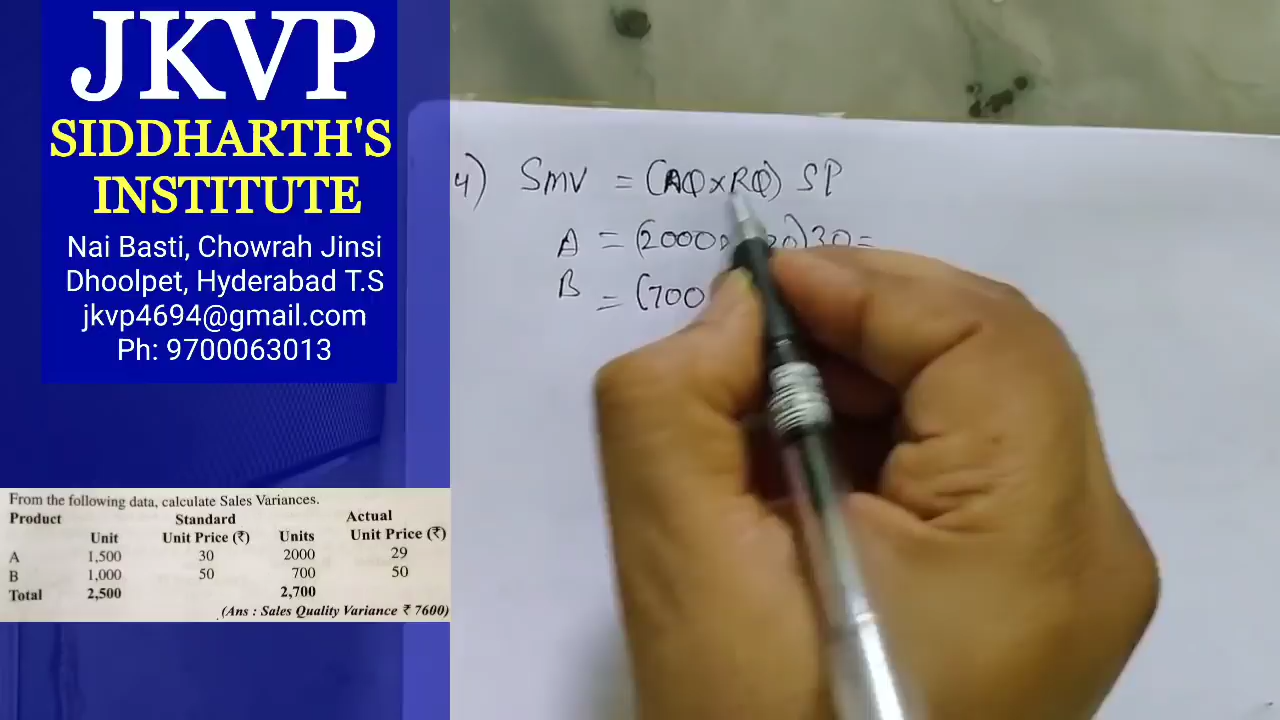 JKVP
SIDDHARTH'S
INSTITUTE
Nai Basti, Chowrah Jinsi
Dhoolpet, Hyderabad T.S
jkvp4694@gmail.com
Ph: 9700063013
From the following data, calculate Sales Variances.
Product Standard Actual
Unit Unit Price (₹) Units Unit Price (₹)
A 1,500 30 2000 29
B 1,000 50 700 50
Total 2,500 2,700
(Ans : Sales Quality Variance ₹ 7600)
4) SMV = (AQ×RQ) SP
A = (2000 )30=
B = (700